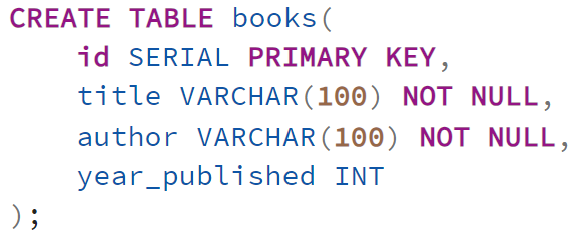 CREATE TABLE books(
    id SERIAL PRIMARY KEY,
    title VARCHAR(100) NOT NULL,
    author VARCHAR(100) NOT NULL,
    year_published INT
);